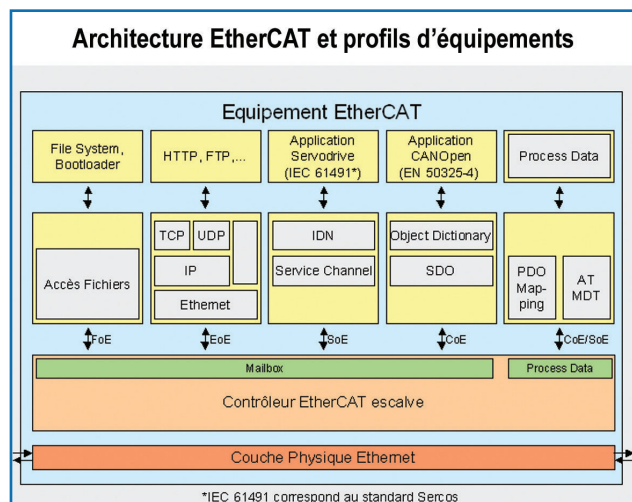 Architecture EtherCAT et profils d'équipements
Equipement EtherCAT
File System,
Bootloader
HTTP, FTP,...
Application
Servodrive
(IEC 61491*)
Application
CANOpen
(EN 50325-4)
Process Data
Accès Fichiers
TCP
UDP
IP
Ethernet
IDN
Service Channel
Object Dictionary
SDO
PDO
Map-
ping
AT
MDT
FoE
EoE
SoE
CoE
CoE/SoE
Mailbox
Process Data
Contrôleur EtherCAT escalve
Couche Physique Ethernet
*IEC 61491 correspond au standard Sercos